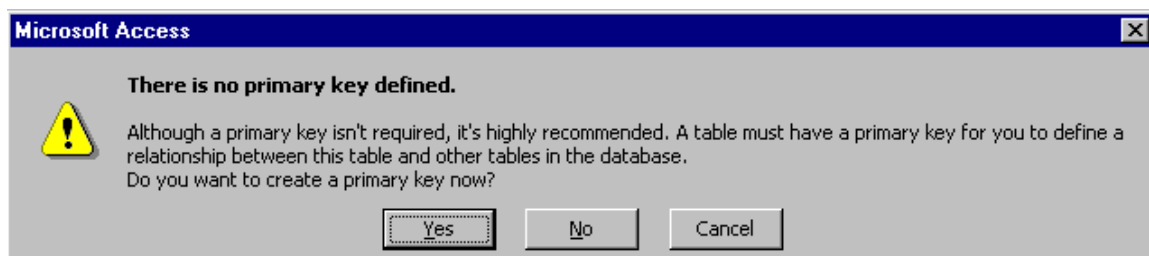 Microsoft Access
There is no primary key defined.
Although a primary key isn't required, it's highly recommended. A table must have a primary key for you to define a
relationship between this table and other tables in the database.
Do you want to create a primary key now?
Yes No Cancel